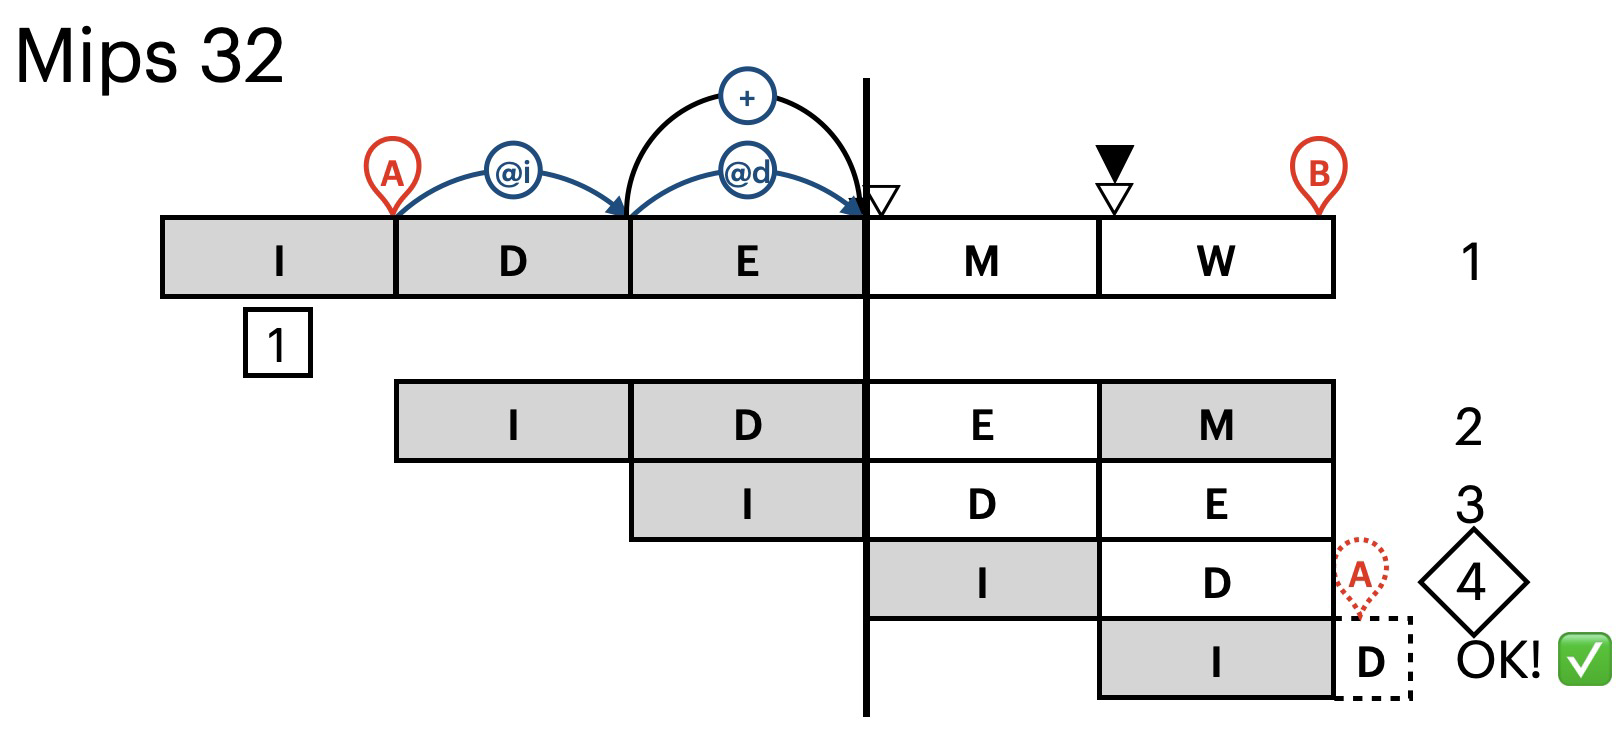 Mips 32
+
A @i @d B
I D E M W 1
1
I D E M 2
I D E 3
I D A 4
I D OK!